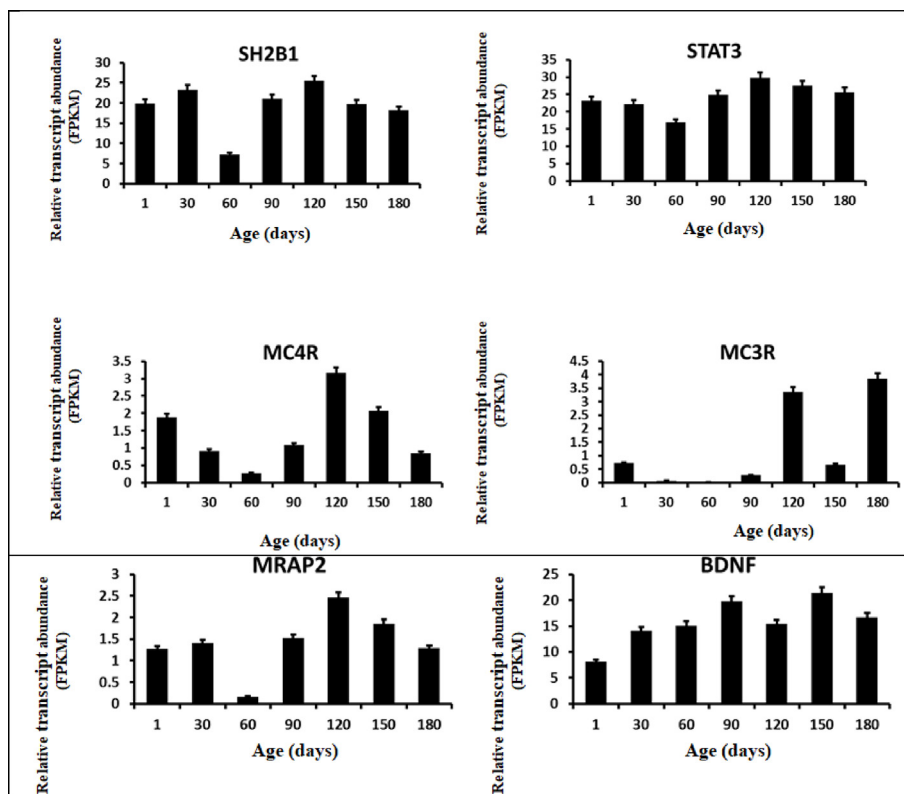 SH2B1
Relative transcript abundance
(FPKM)
30
25
20
15
10
5
0
1 30 60 90 120 150 180
Age (days)
STAT3
Relative transcript abundance
(FPKM)
35
30
25
20
15
10
5
0
1 30 60 90 120 150 180
Age (days)
MC4R
Relative transcript abundance
(FPKM)
3.5
3
2.5
2
1.5
1
0.5
0
1 30 60 90 120 150 180
Age (days)
MC3R
Relative transcript abundance
(FPKM)
4.5
4
3.5
3
2.5
2
1.5
1
0.5
0
1 30 60 90 120 150 180
Age (days)
MRAP2
Relative transcript abundance
(FPKM)
3
2.5
2
1.5
1
0.5
0
1 30 60 90 120 150 180
Age (days)
BDNF
Relative transcript abundance
(FPKM)
25
20
15
10
5
0
1 30 60 90 120 150 180
Age (days)